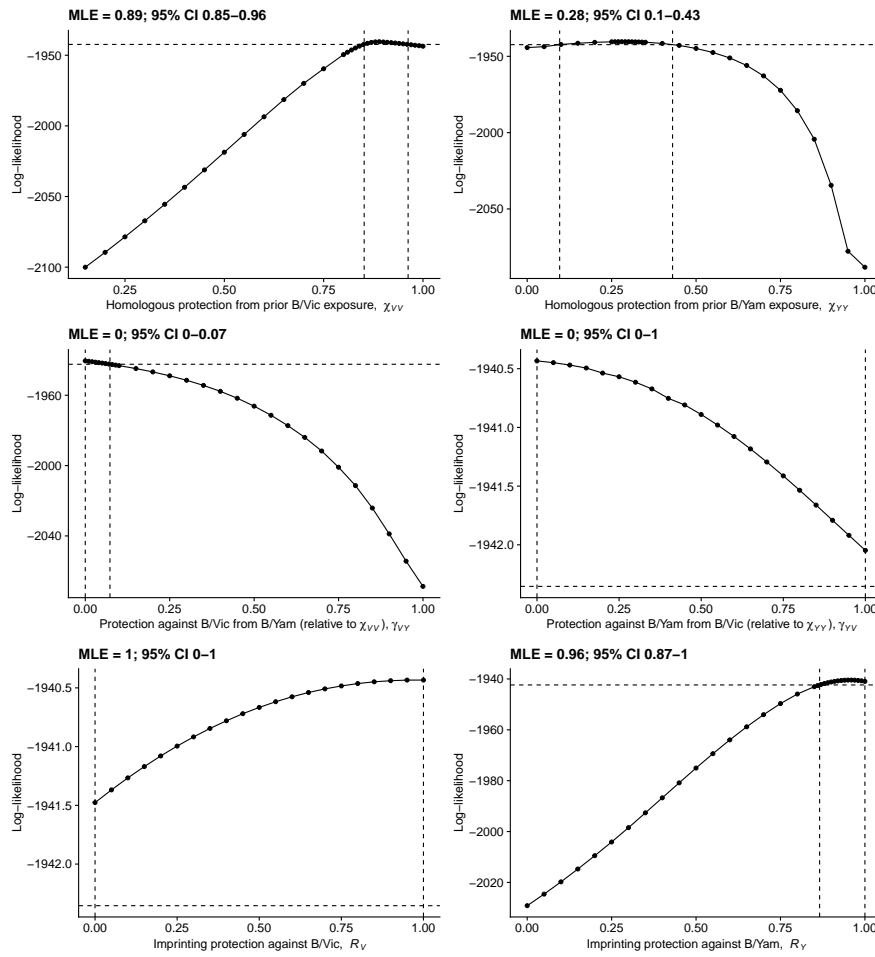 MLE = 0.89; 95% CI 0.85–0.96
Log−likelihood
−1950
−2000
−2050
−2100
0.25 0.50 0.75 1.00
Homologous protection from prior B/Vic exposure, χVV
MLE = 0.28; 95% CI 0.1–0.43
Log−likelihood
−1950
−2000
−2050
0.00 0.25 0.50 0.75 1.00
Homologous protection from prior B/Yam exposure, χYY
MLE = 0; 95% CI 0–0.07
Log−likelihood
−1960
−2000
−2040
0.00 0.25 0.50 0.75 1.00
Protection against B/Vic from B/Yam (relative to χVV), γVY
MLE = 0; 95% CI 0–1
Log−likelihood
−1940.5
−1941.0
−1941.5
−1942.0
0.00 0.25 0.50 0.75 1.00
Protection against B/Yam from B/Vic (relative to χYY), γYV
MLE = 1; 95% CI 0–1
Log−likelihood
−1940.5
−1941.0
−1941.5
−1942.0
0.00 0.25 0.50 0.75 1.00
Imprinting protection against B/Vic, RV
MLE = 0.96; 95% CI 0.87–1
Log−likelihood
−1940
−1960
−1980
−2000
−2020
0.00 0.25 0.50 0.75 1.00
Imprinting protection against B/Yam, RY